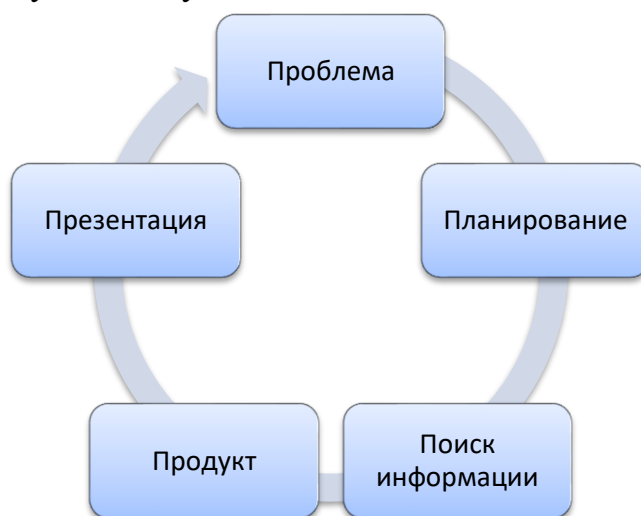 Проблема
Планирование
Поиск
информации
Продукт
Презентация